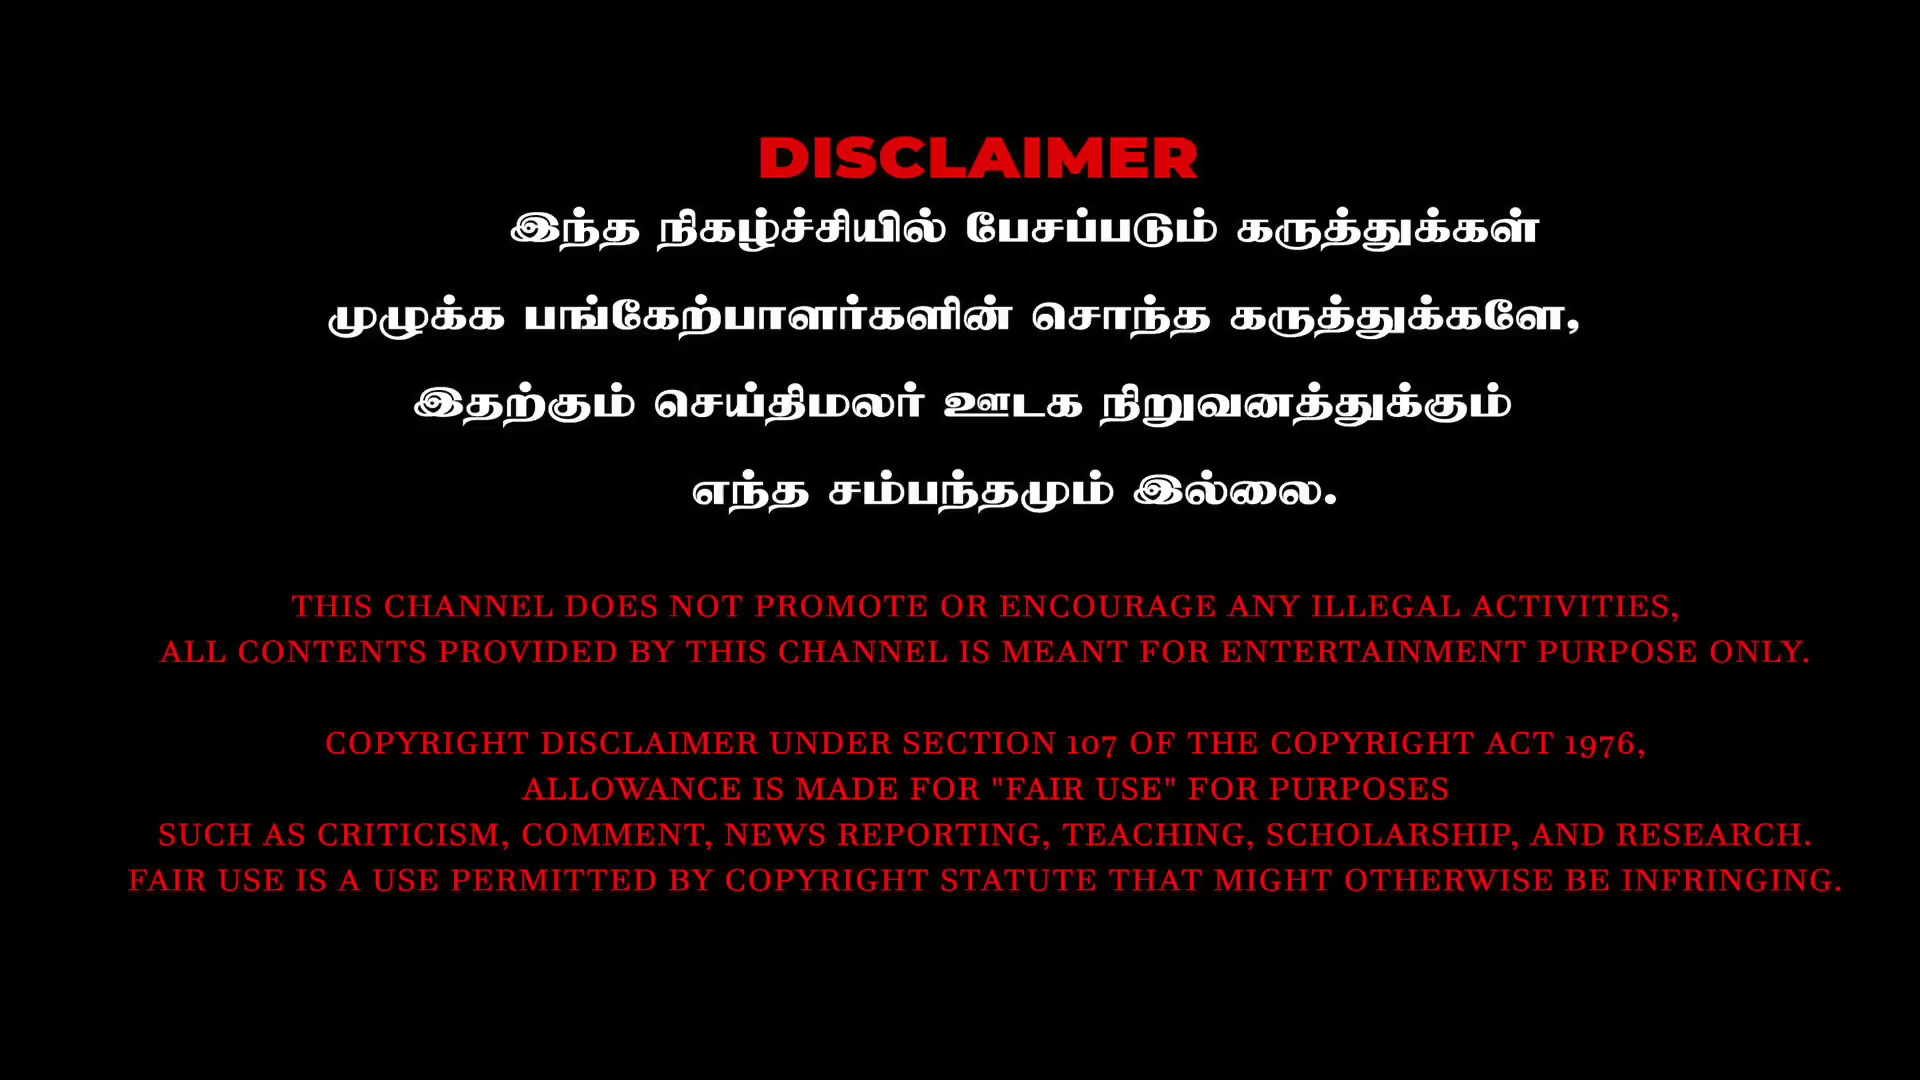 DISCLAIMER
இந்த நிகழ்ச்சியில் பேசப்படும் கருத்துக்கள்
முழுக்க பங்கேற்பாளர்களின் சொந்த கருத்துக்களே,
இதற்கும் செய்திமலர் ஊடக நிறுவனத்துக்கும்
எந்த சம்பந்தமும் இல்லை.
THIS CHANNEL DOES NOT PROMOTE OR ENCOURAGE ANY ILLEGAL ACTIVITIES,
ALL CONTENTS PROVIDED BY THIS CHANNEL IS MEANT FOR ENTERTAINMENT PURPOSE ONLY.
COPYRIGHT DISCLAIMER UNDER SECTION 107 OF THE COPYRIGHT ACT 1976,
ALLOWANCE IS MADE FOR "FAIR USE" FOR PURPOSES
SUCH AS CRITICISM, COMMENT, NEWS REPORTING, TEACHING, SCHOLARSHIP, AND RESEARCH.
FAIR USE IS A USE PERMITTED BY COPYRIGHT STATUTE THAT MIGHT OTHERWISE BE INFRINGING.